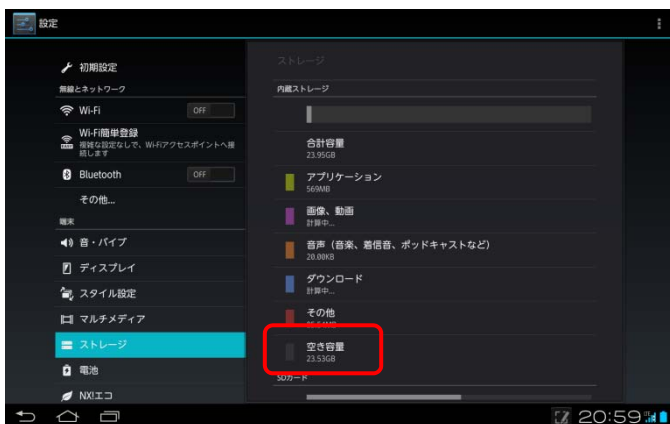 設定
初期設定
無線とネットワーク
Wi-Fi
OFF
Wi-Fi簡単登録
複雑な設定なしで、Wi-Fiアクセスポイントへ接
続します
Bluetooth
OFF
その他...
端末
音・バイブ
ディスプレイ
スタイル設定
マルチメディア
ストレージ
電池
NX!エコ
ストレージ
内蔵ストレージ
合計容量
23.95GB
アプリケーション
569MB
画像、動画
計算中...
音声（音楽、着信音、ポッドキャストなど）
20.00KB
ダウンロード
計算中...
その他
空き容量
23.53GB
SDカード
20:59